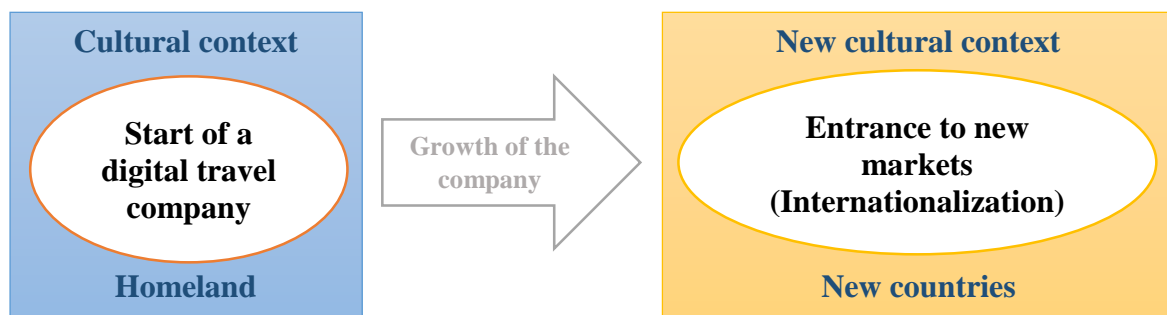 Cultural context
Start of a
digital travel
company
Homeland
Growth of the
company
New cultural context
Entrance to new
markets
(Internationalization)
New countries